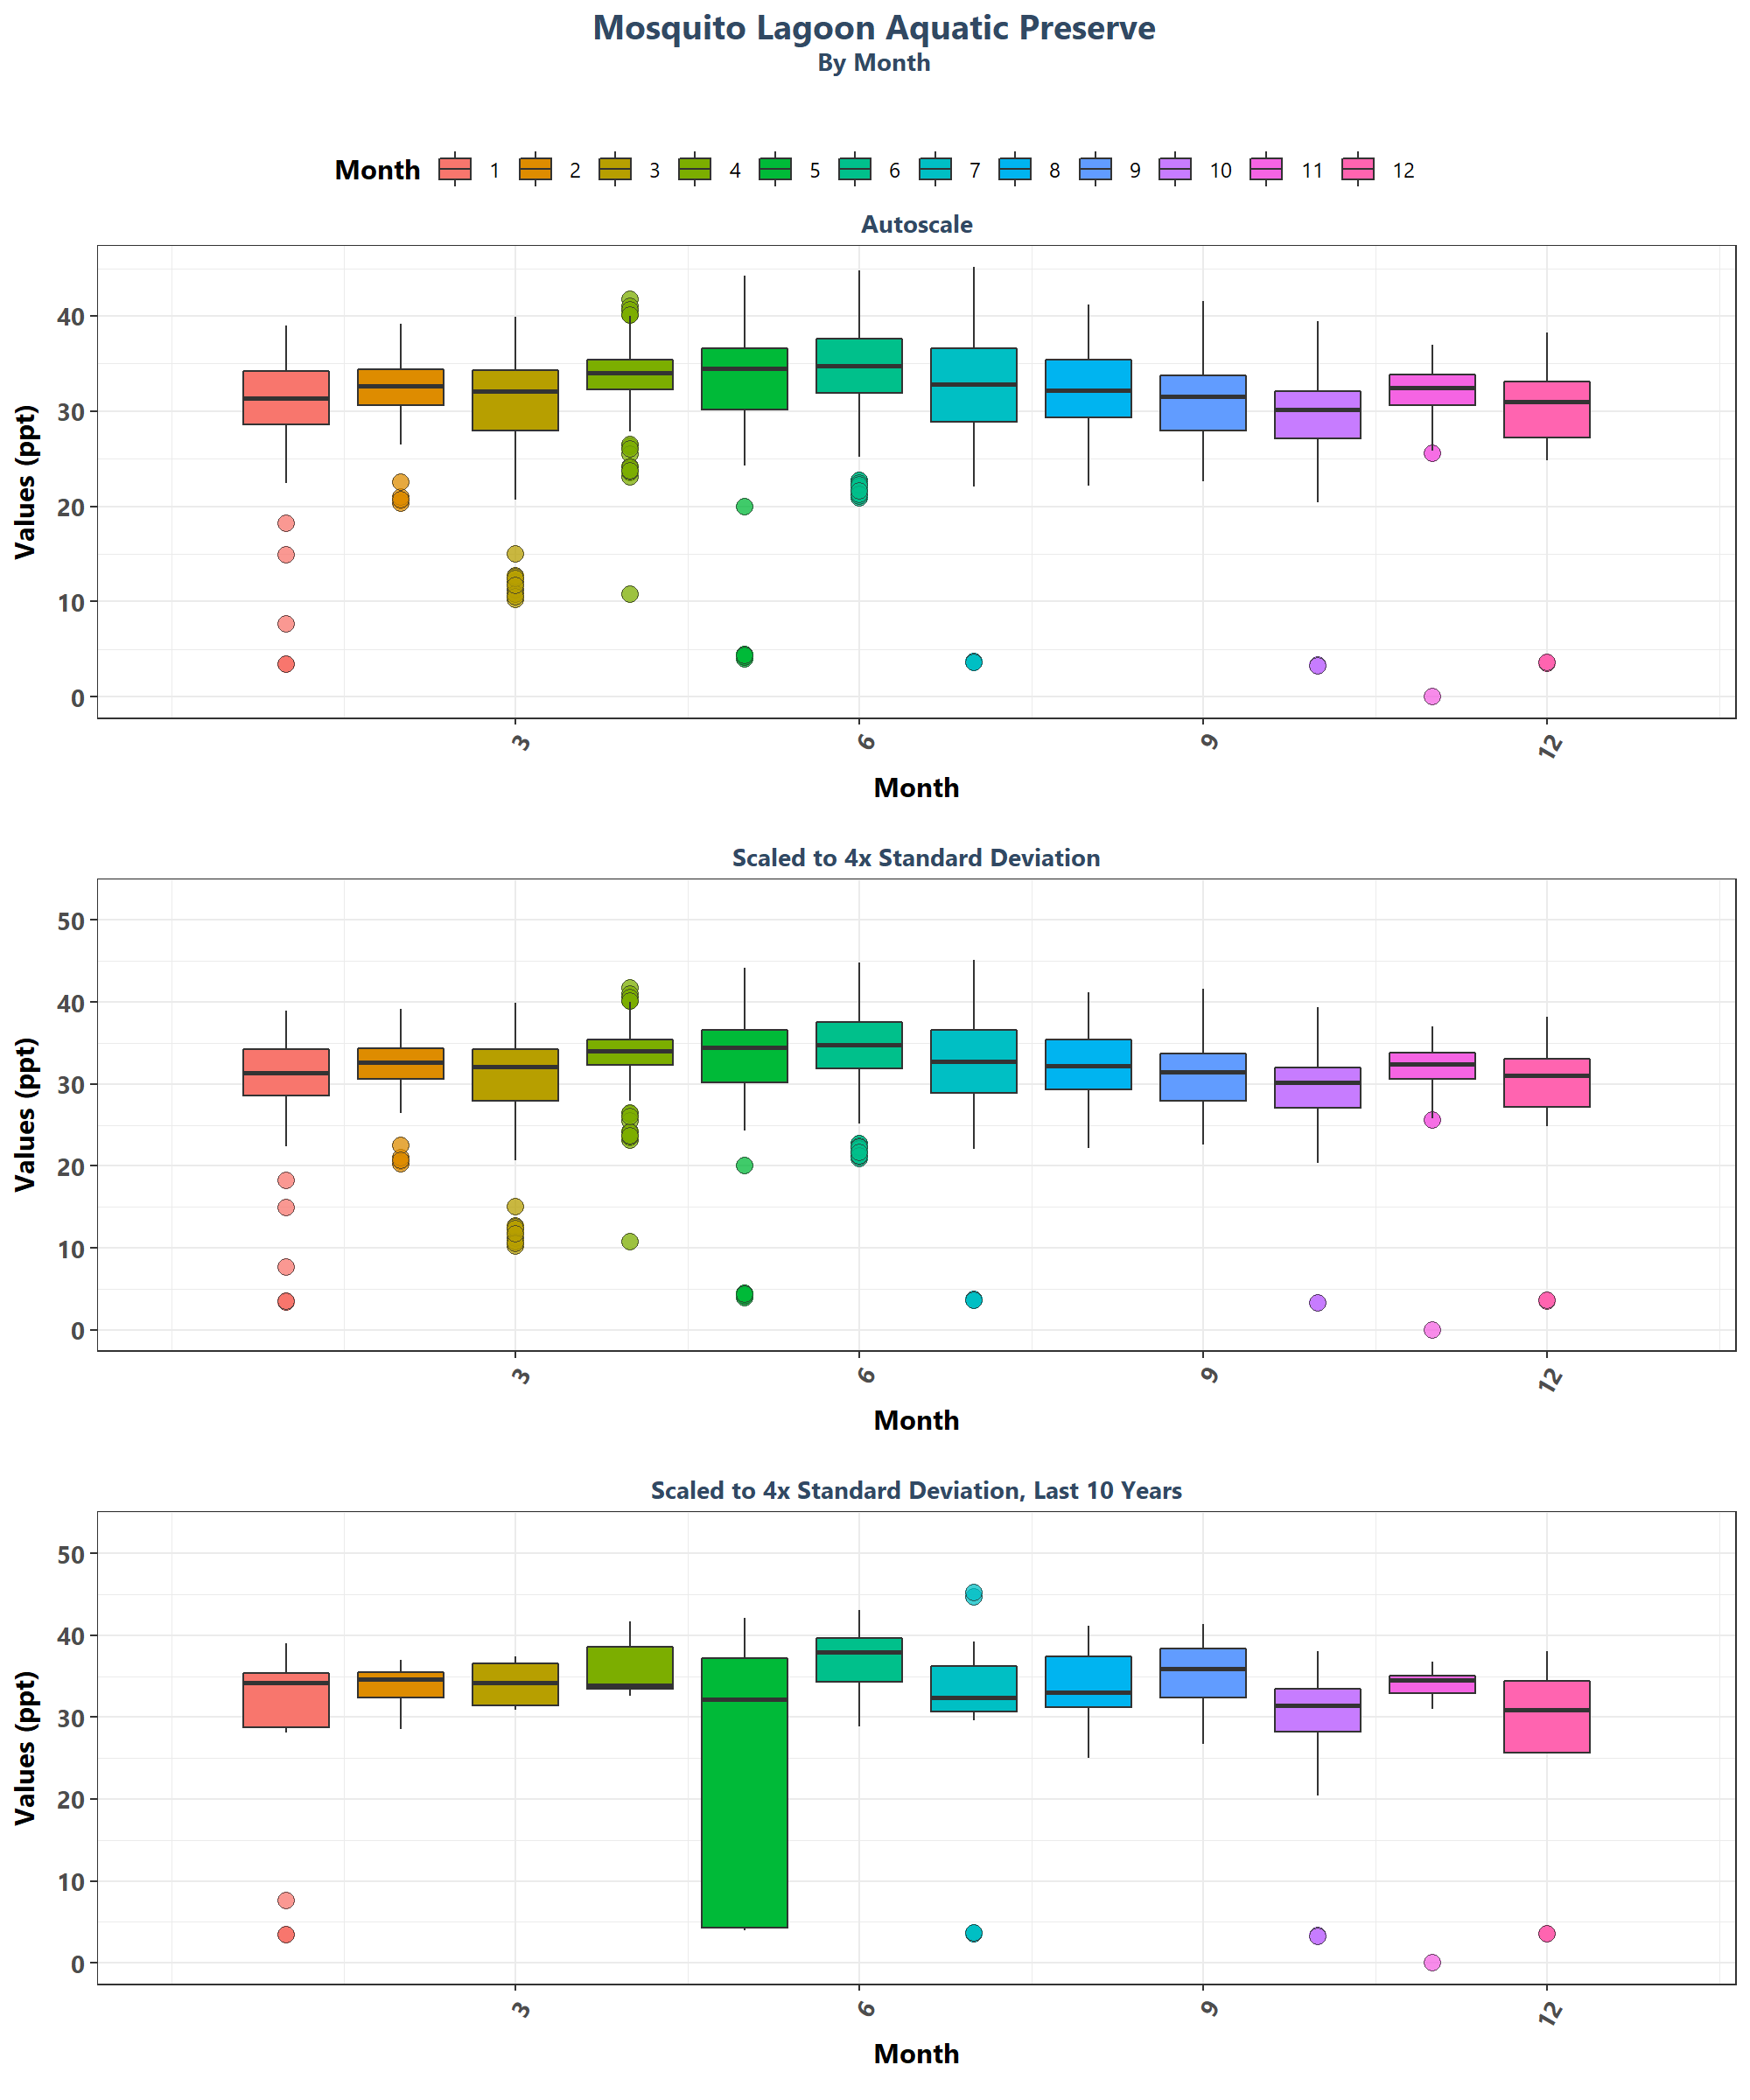 Mosquito Lagoon Aquatic Preserve
By Month
Month 1 2 3 4 5 6 7 8 9 10 11 12
Autoscale
Values (ppt)
40
30
20
10
0
3 6 9 12
Month
Scaled to 4x Standard Deviation
Values (ppt)
50
40
30
20
10
0
3 6 9 12
Month
Scaled to 4x Standard Deviation, Last 10 Years
Values (ppt)
50
40
30
20
10
0
3 6 9 12
Month